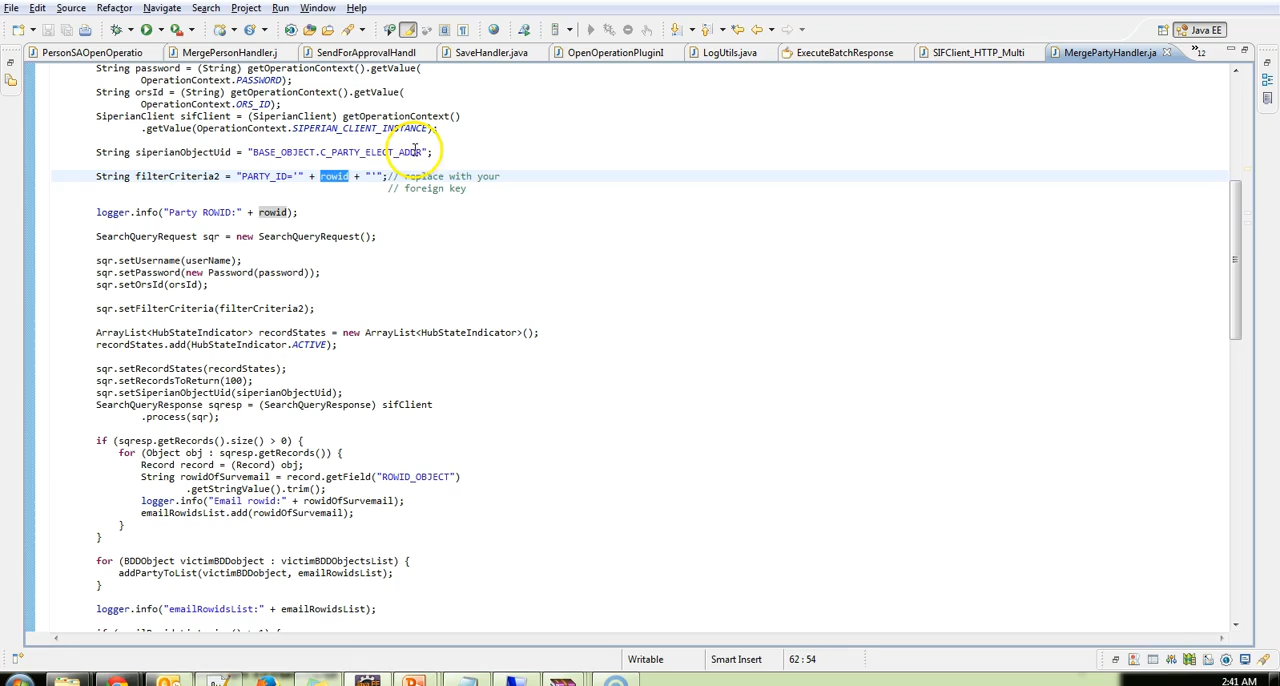 File Edit Source Refactor Navigate Search Project Run Window Help
Java EE
PersonSAOpenOperatio MergePersonHandler.j SendForApprovalHandl SaveHandler.java OpenOperationPluginI LogUtils.java ExecuteBatchResponse SIFClient_HTTP_Multi MergePartyHandler.ja 12
String password = (String) getOperationContext().getValue(
OperationContext.PASSWORD);
String orsId = (String) getOperationContext().getValue(
OperationContext.ORS_ID);
SiperianClient sifClient = (SiperianClient) getOperationContext()
.getValue(OperationContext.SIPERIAN_CLIENT_INSTANCE);
String siperianObjectUid = "BASE_OBJECT.C_PARTY_ELECT_ADDR";
String filterCriteria2 = "PARTY_ID='" + rowid + "'";// replace with your
// foreign key
logger.info("Party ROWID:" + rowid);
SearchQueryRequest sqr = new SearchQueryRequest();
sqr.setUsername(userName);
sqr.setPassword(new Password(password));
sqr.setOrsId(orsId);
sqr.setFilterCriteria(filterCriteria2);
ArrayList<HubStateIndicator> recordStates = new ArrayList<HubStateIndicator>();
recordStates.add(HubStateIndicator.ACTIVE);
sqr.setRecordStates(recordStates);
sqr.setRecordsToReturn(100);
sqr.setSiperianObjectUid(siperianObjectUid);
SearchQueryResponse sqresp = (SearchQueryResponse) sifClient
.process(sqr);
if (sqresp.getRecords().size() > 0) {
for (Object obj : sqresp.getRecords()) {
Record record = (Record) obj;
String rowidOfSurvemail = record.getField("ROWID_OBJECT")
.getStringValue().trim();
logger.info("Email rowid:" + rowidOfSurvemail);
emailRowidsList.add(rowidOfSurvemail);
}
}
for (BDDObject victimBDDobject : victimBDDObjectsList) {
addPartyToList(victimBDDobject, emailRowidsList);
}
logger.info("emailRowidsList:" + emailRowidsList);
Writable Smart Insert 62 : 54
2:41 AM